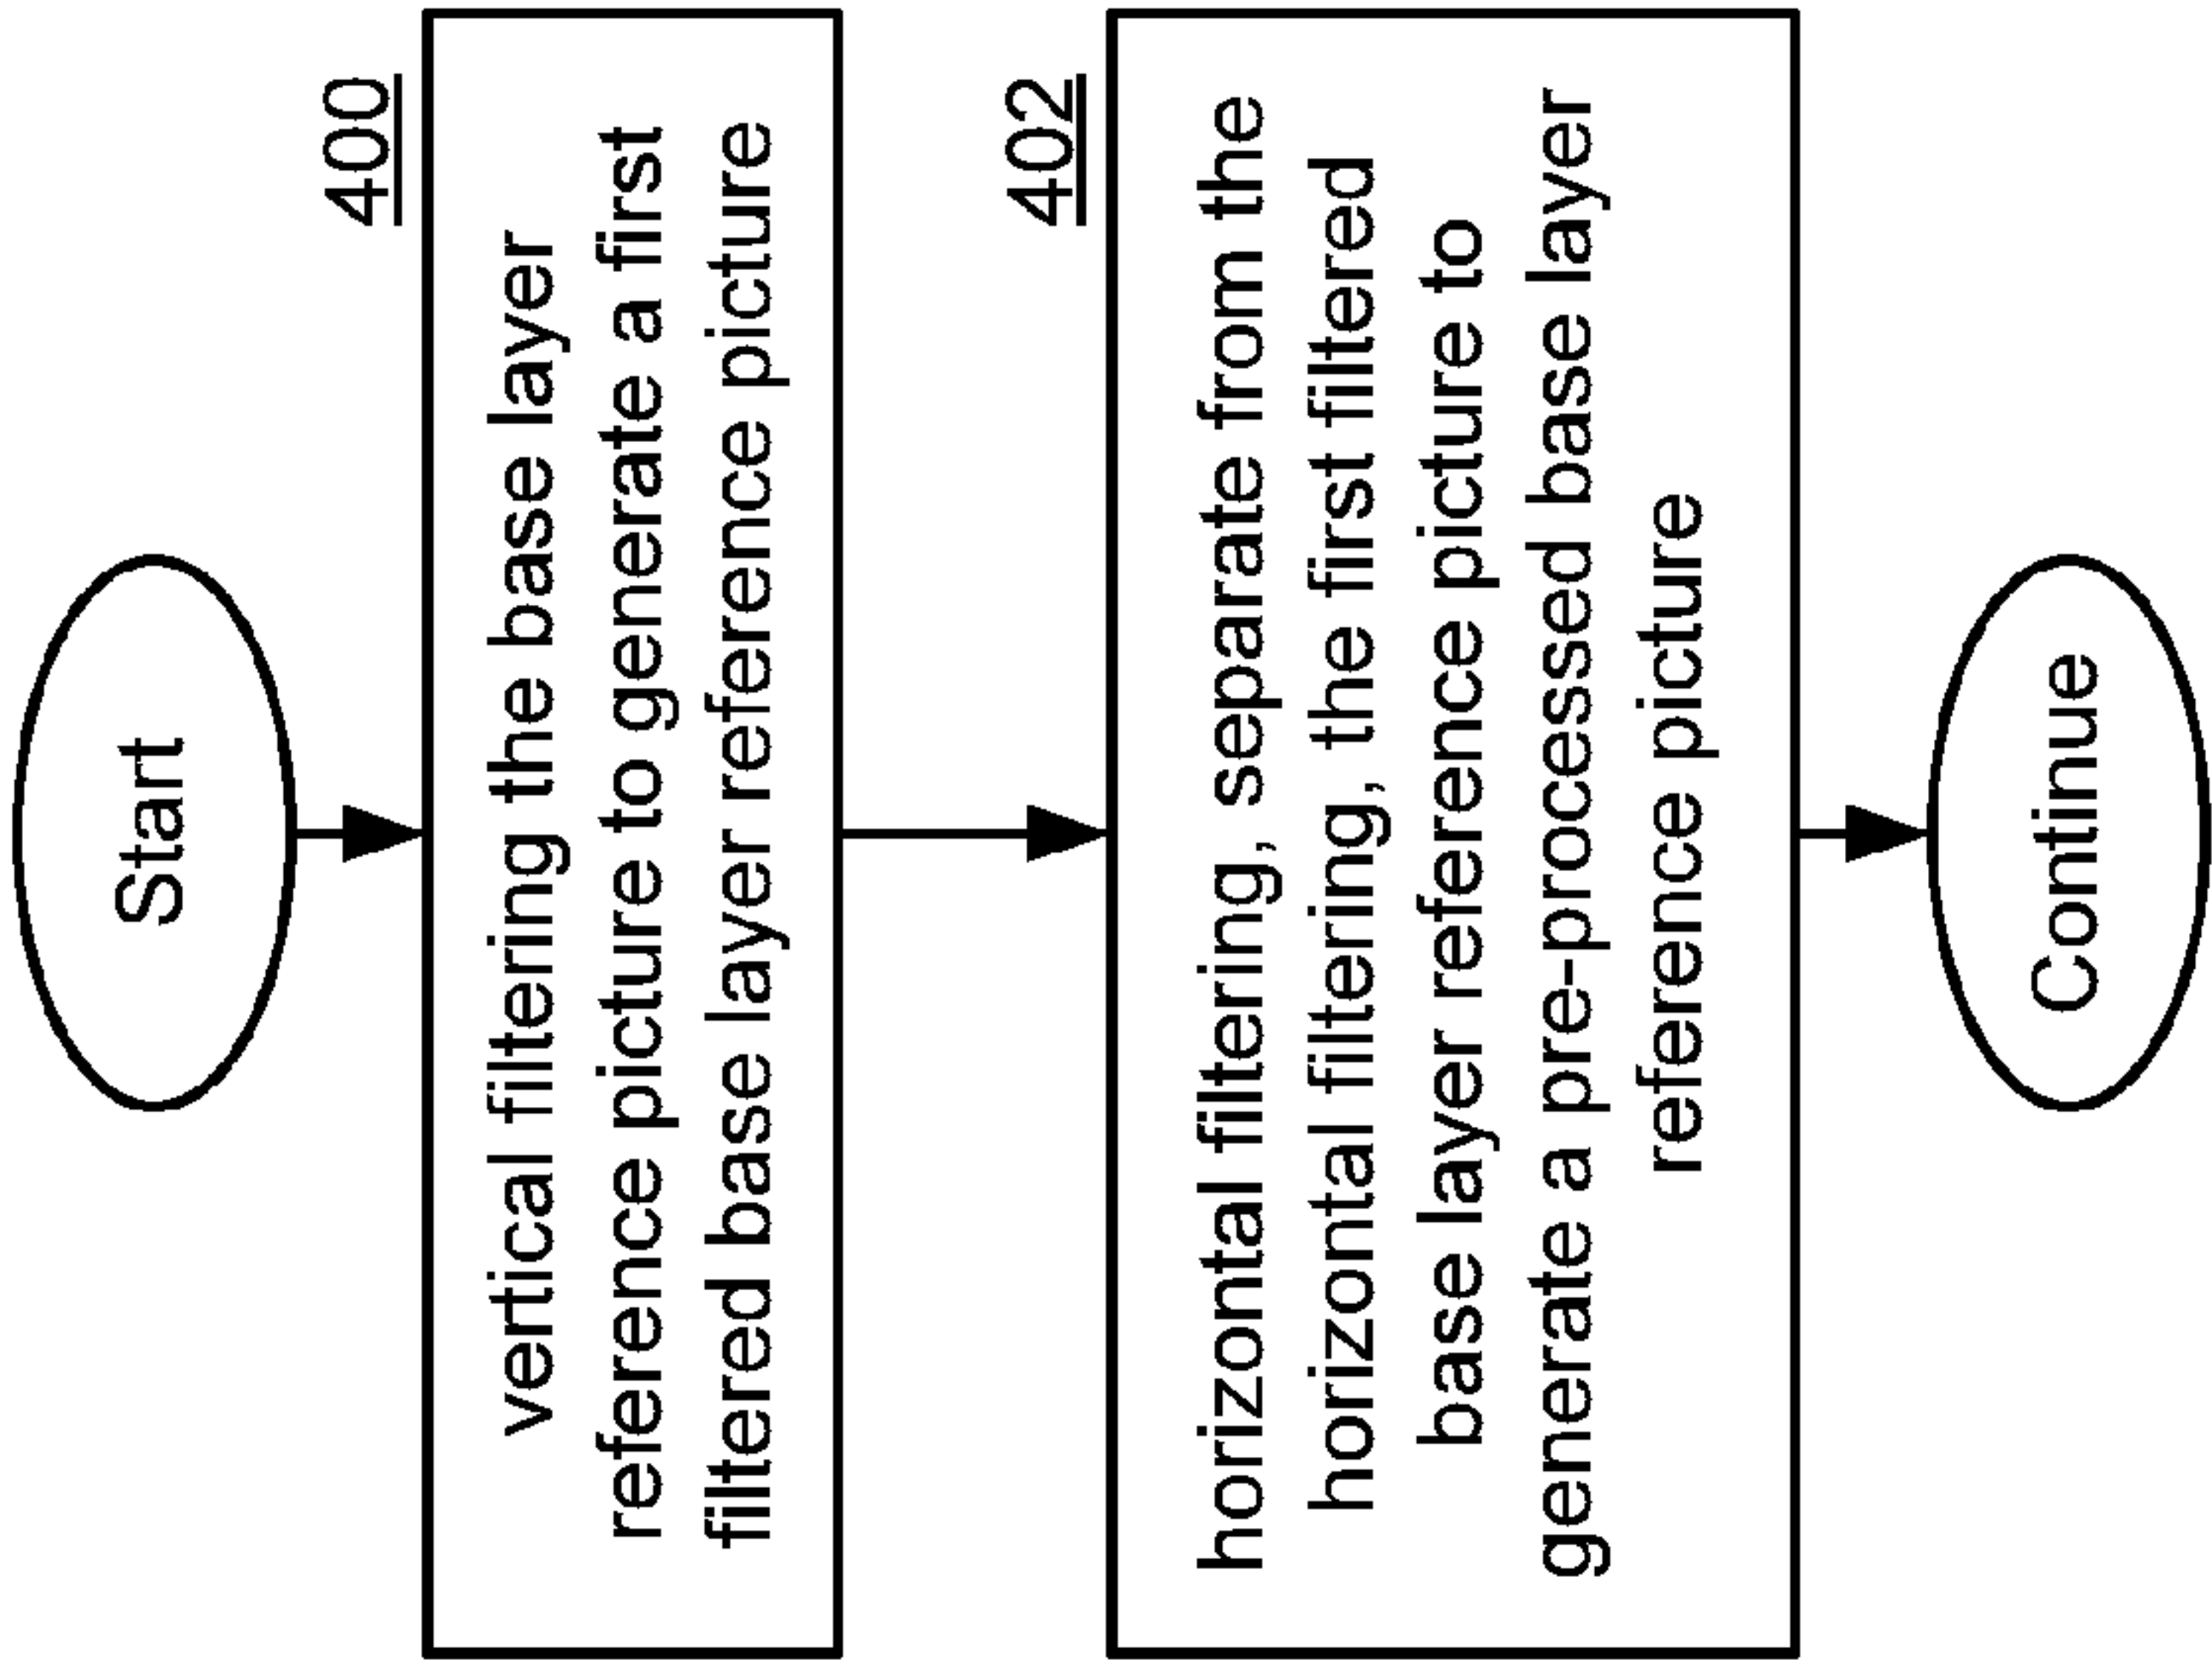 Start
400
vertical filtering the base layer
reference picture to generate a first
filtered base layer reference picture
402
horizontal filtering, separate from the
horizontal filtering, the first filtered
base layer reference picture to
generate a pre-processed base layer
reference picture
Continue